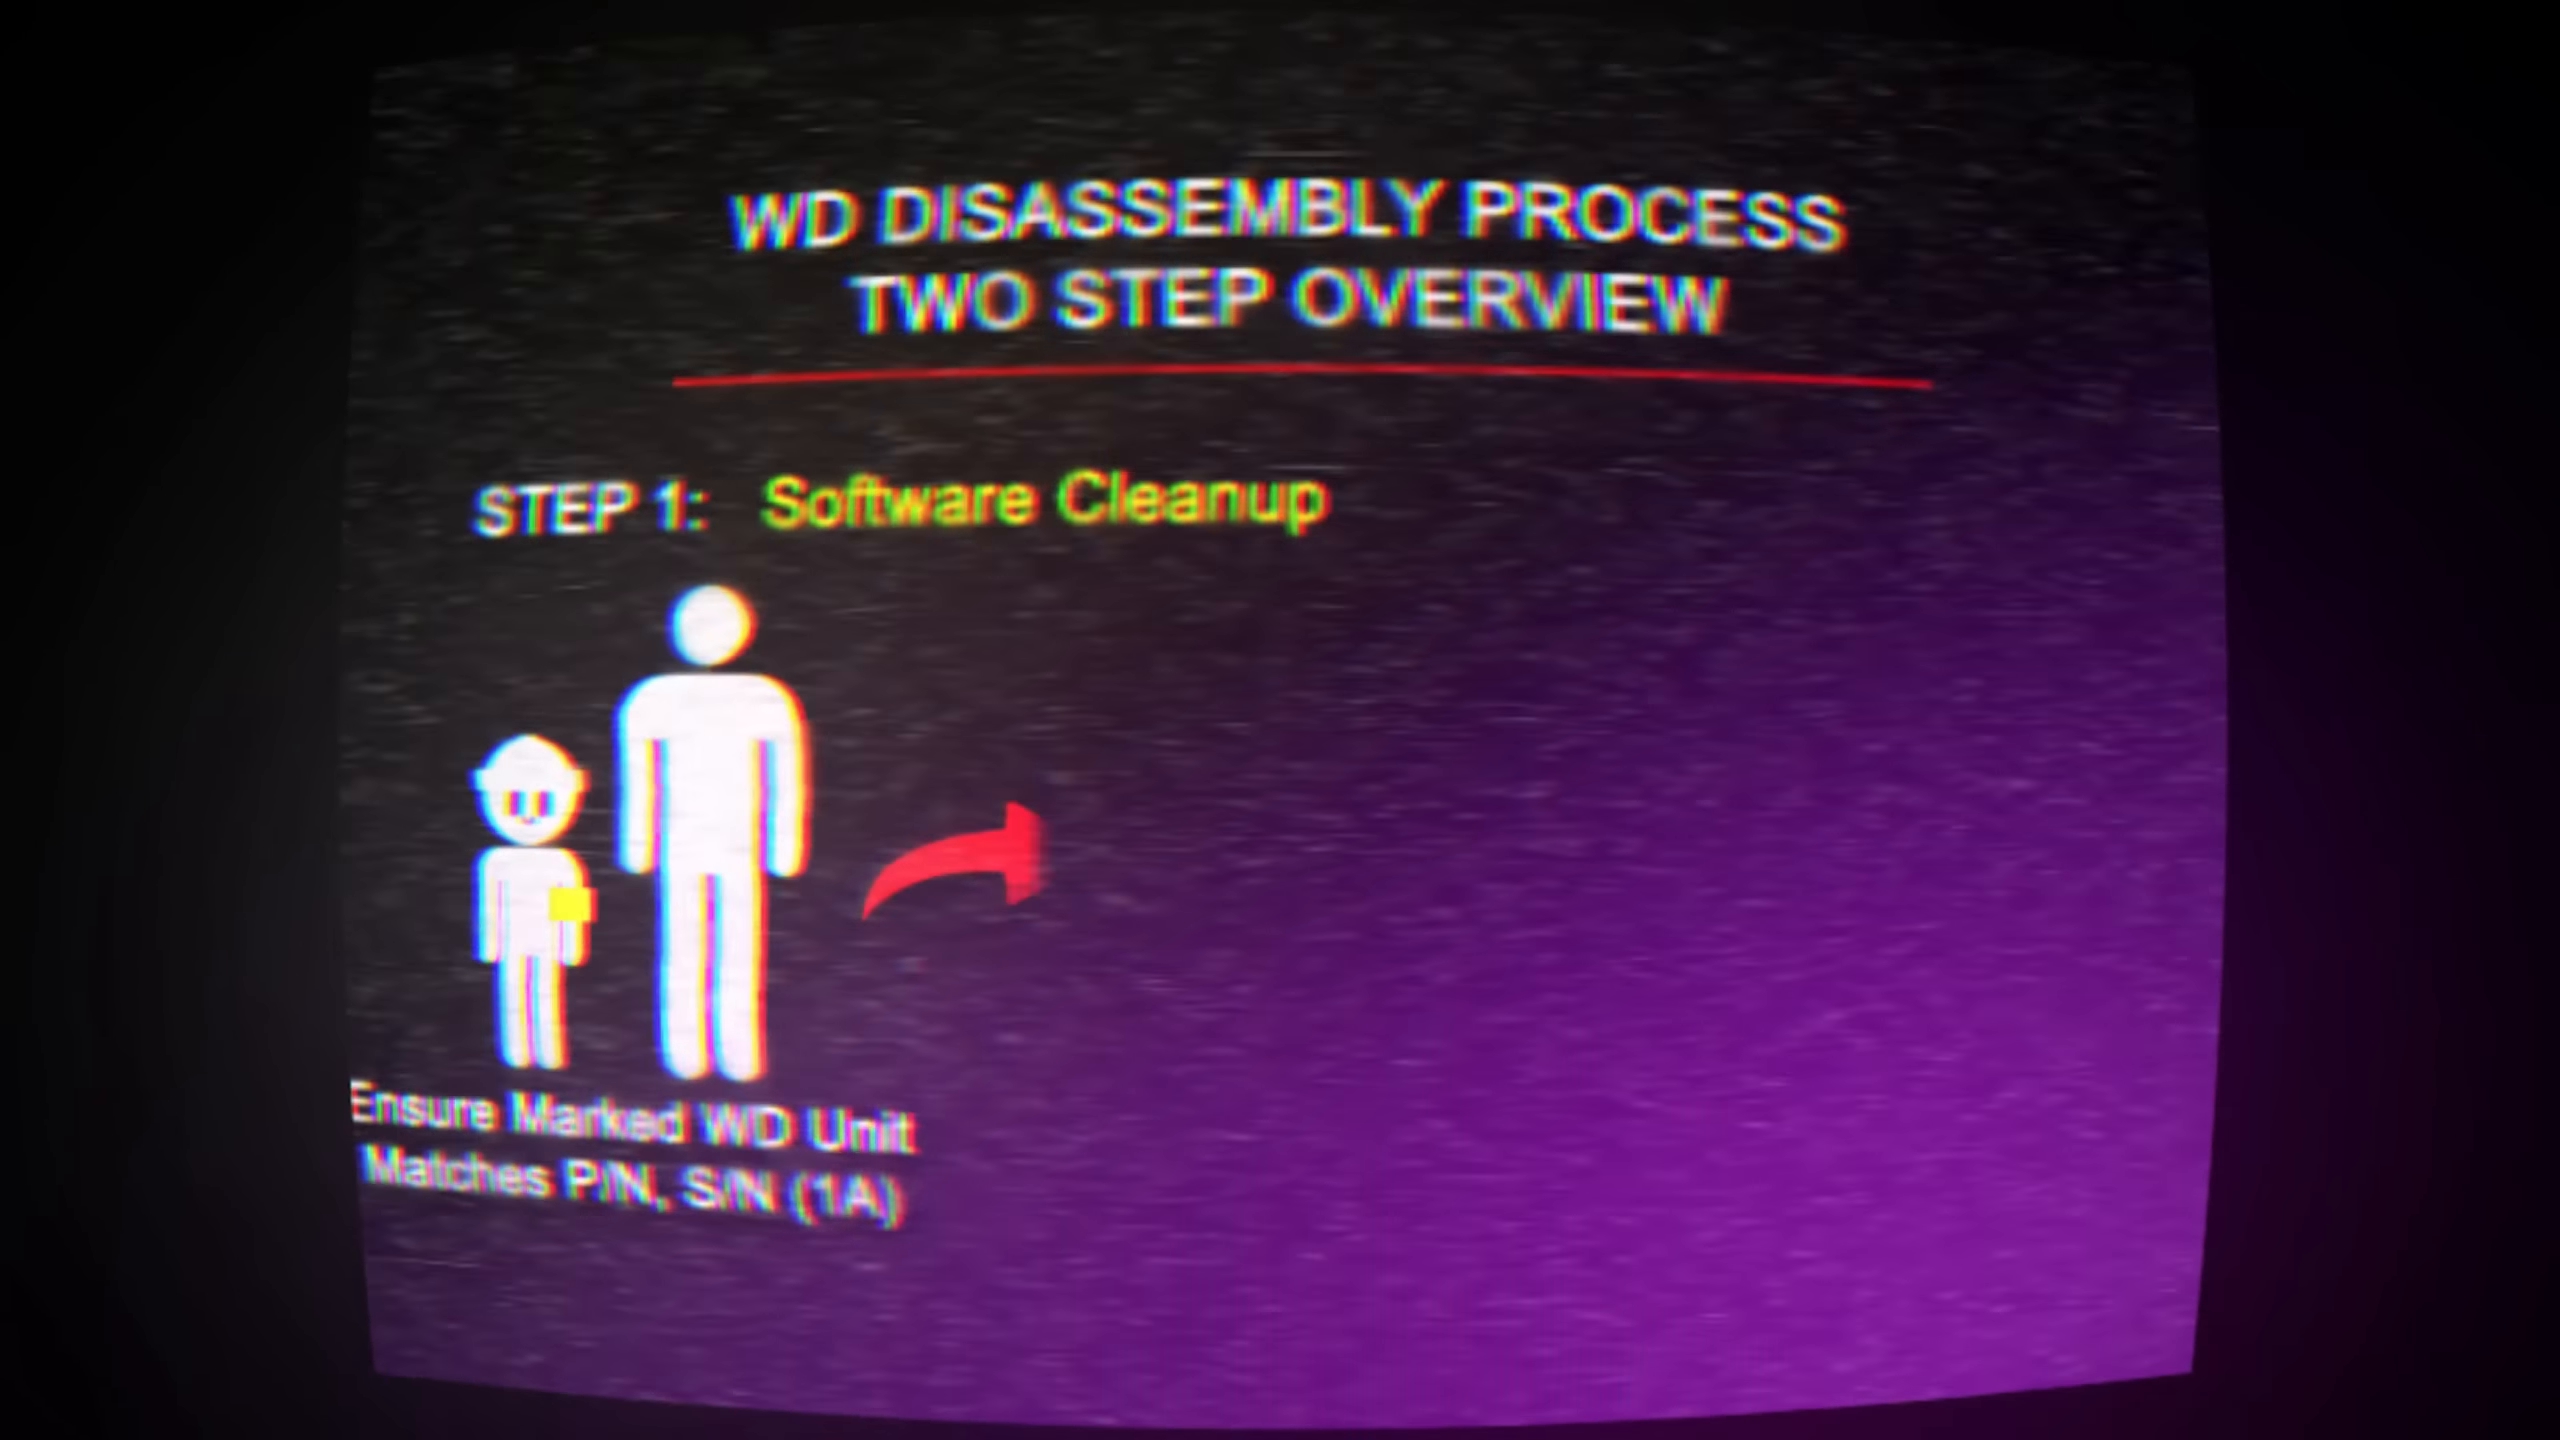 WD DISASSEMBLY PROCESS
TWO STEP OVERVIEW
STEP 1: Software Cleanup
Ensure Marked WD Unit
Matches P/N, S/N (1A)